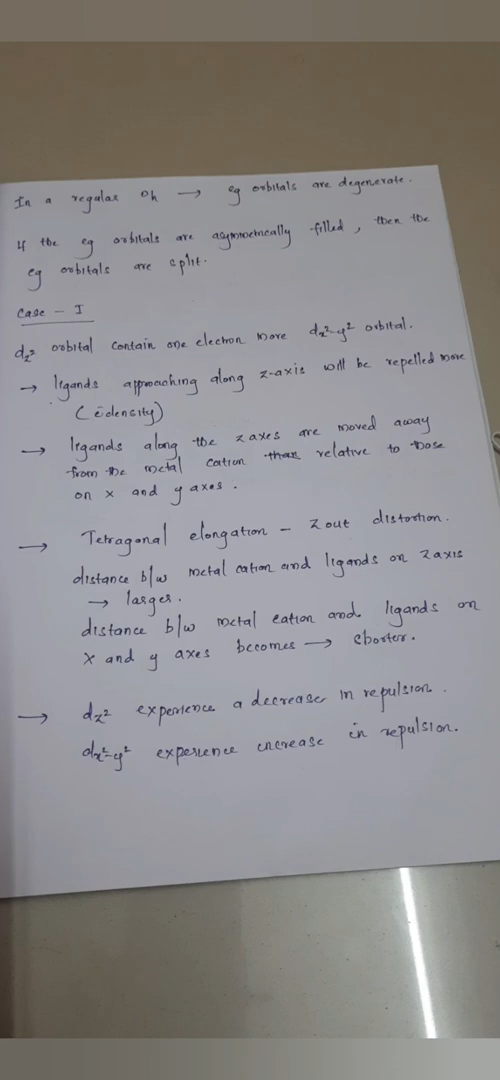 In a regular Oh → eg orbitals are degenerate.
If the eg orbitals are asymmetrically filled, then the
eg orbitals are split.
Case - I
dz² orbital contain one electron more dx²-y² orbital.
→ ligands approaching along z-axis will be repelled more
(ē density)
→ ligands along the z axes are moved away
from the metal cation than relative to those
on x and y axes.
→ Tetragonal elongation - Z out distortion.
distance b/w metal cation and ligands on z axis
→ larger.
distance b/w metal cation and ligands on
x and y axes becomes → shorter.
→ dz² experience a decrease in repulsion.
dx²-y² experience increase in repulsion.